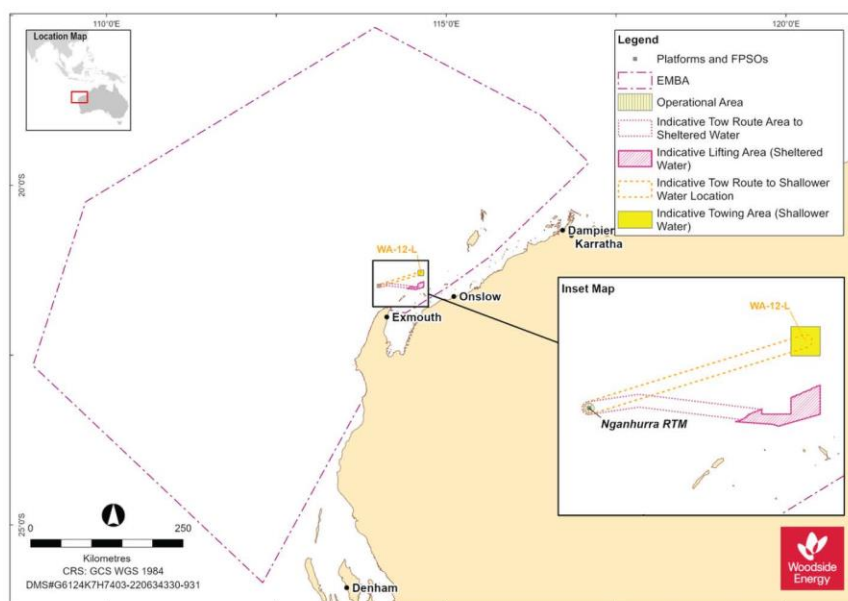 110°0'E
115°0'E
120°0'E
Location Map
Legend
Platforms and FPSOs
EMBA
Operational Area
Indicative Tow Route Area to
Sheltered Water
Indicative Lifting Area (Sheltered
Water)
Indicative Tow Route to Shallower
Water Location
Indicative Towing Area (Shallower
Water)
20°0'S
Dampier
Karratha
WA-12-L
Onslow
Exmouth
Inset Map
WA-12-L
Nganhurra RTM
25°0'S
0
250
Kilometres
CRS: GCS WGS 1984
DMS#G6124K7H7403-220634330-931
Denham
Woodside
Energy